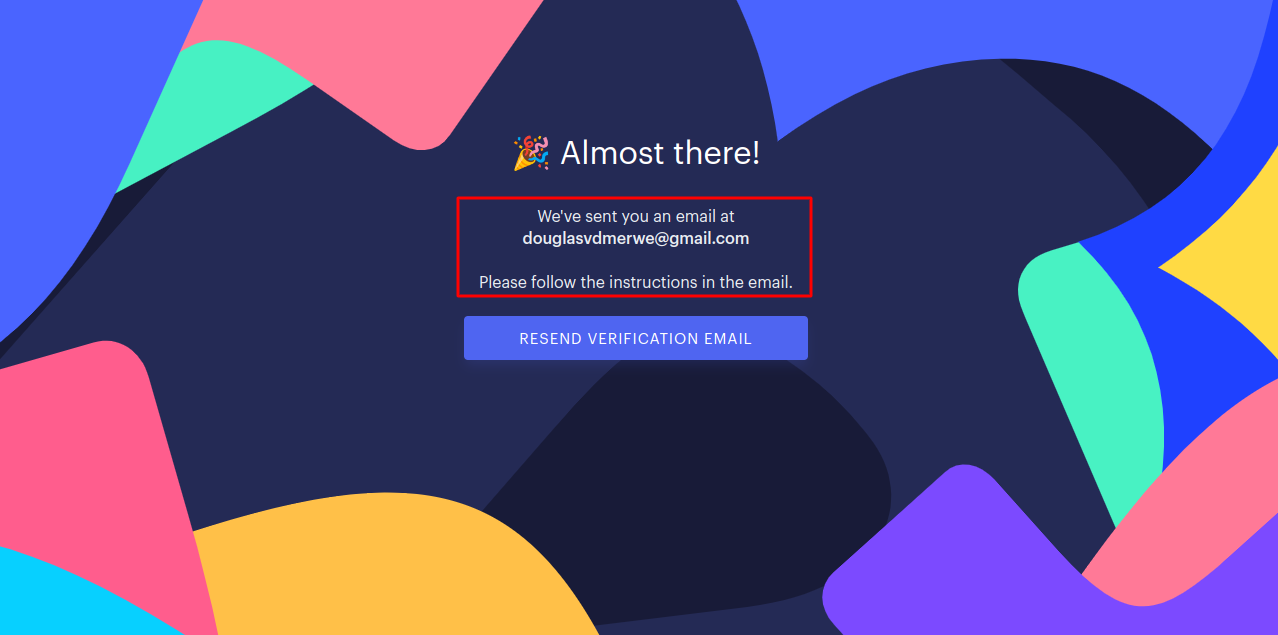 🎉 Almost there!
We've sent you an email at
douglasvdmerwe@gmail.com
Please follow the instructions in the email.
RESEND VERIFICATION EMAIL